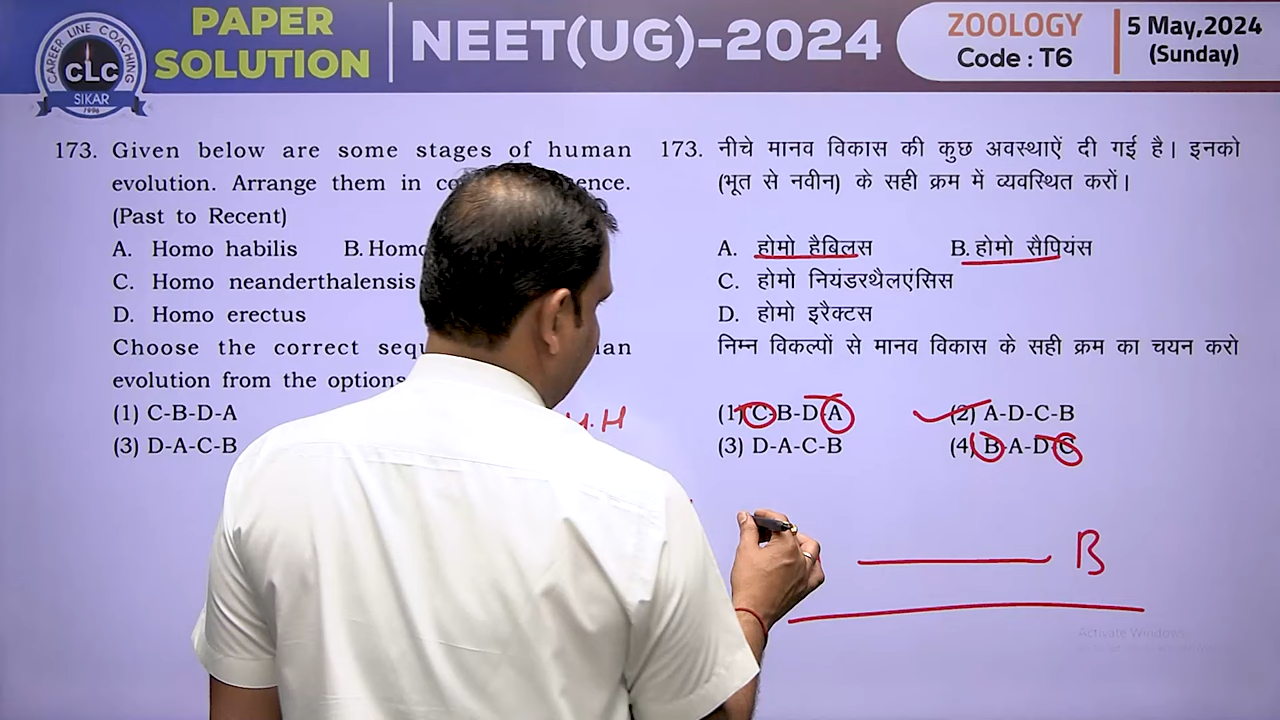 CAREER LINE COACHING
CLC
SIKAR
1996
PAPER
SOLUTION
NEET(UG)-2024
ZOOLOGY
Code : T6
5 May,2024
(Sunday)
173. Given below are some stages of human
evolution. Arrange them in
(Past to Recent)
A. Homo habilis B.
C. Homo neanderthalensis
D. Homo erectus
Choose the correct
evolution from the options
(1) C-B-D-A
(3) D-A-C-B
H
173. नीचे मानव विकास की कुछ अवस्थाऐं दी गई है। इनको
(भूत से नवीन) के सही क्रम में व्यवस्थित करों।
A. होमो हैबिलस B. होमो सैपियंस
C. होमो नियंडरथैलएंसिस
D. होमो इरैक्टस
निम्न विकल्पों से मानव विकास के सही क्रम का चयन करो
(1) C-B-D-A (2) A-D-C-B
(3) D-A-C-B (4) B-A-D-C
B
Activate Windows